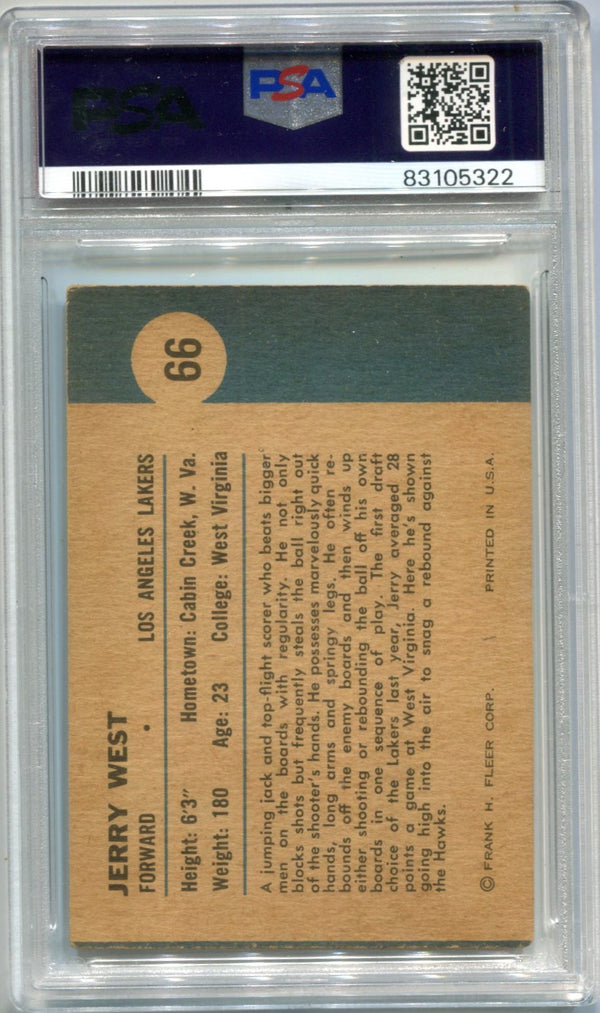 PSA
PSA
83105322
66
JERRY WEST
FORWARD • LOS ANGELES LAKERS
Height: 6'3" Hometown: Cabin Creek, W. Va.
Weight: 180 Age: 23 College: West Virginia
A jumping jack and top-flight scorer who beats bigger
men on the boards with regularity. He not only
blocks shots but frequently steals the ball right out
of the shooter's hands. He possesses marvelously quick
hands, long arms and springy legs. He often re-
bounds off the enemy boards and then winds up
either shooting or rebounding the ball off his own
boards in one sequence of play. The first draft
choice of the Lakers last year, Jerry averaged 28
points a game at West Virginia. Here he's shown
going high into the air to snag a rebound against
the Hawks.
© FRANK H. FLEER CORP. PRINTED IN U.S.A.